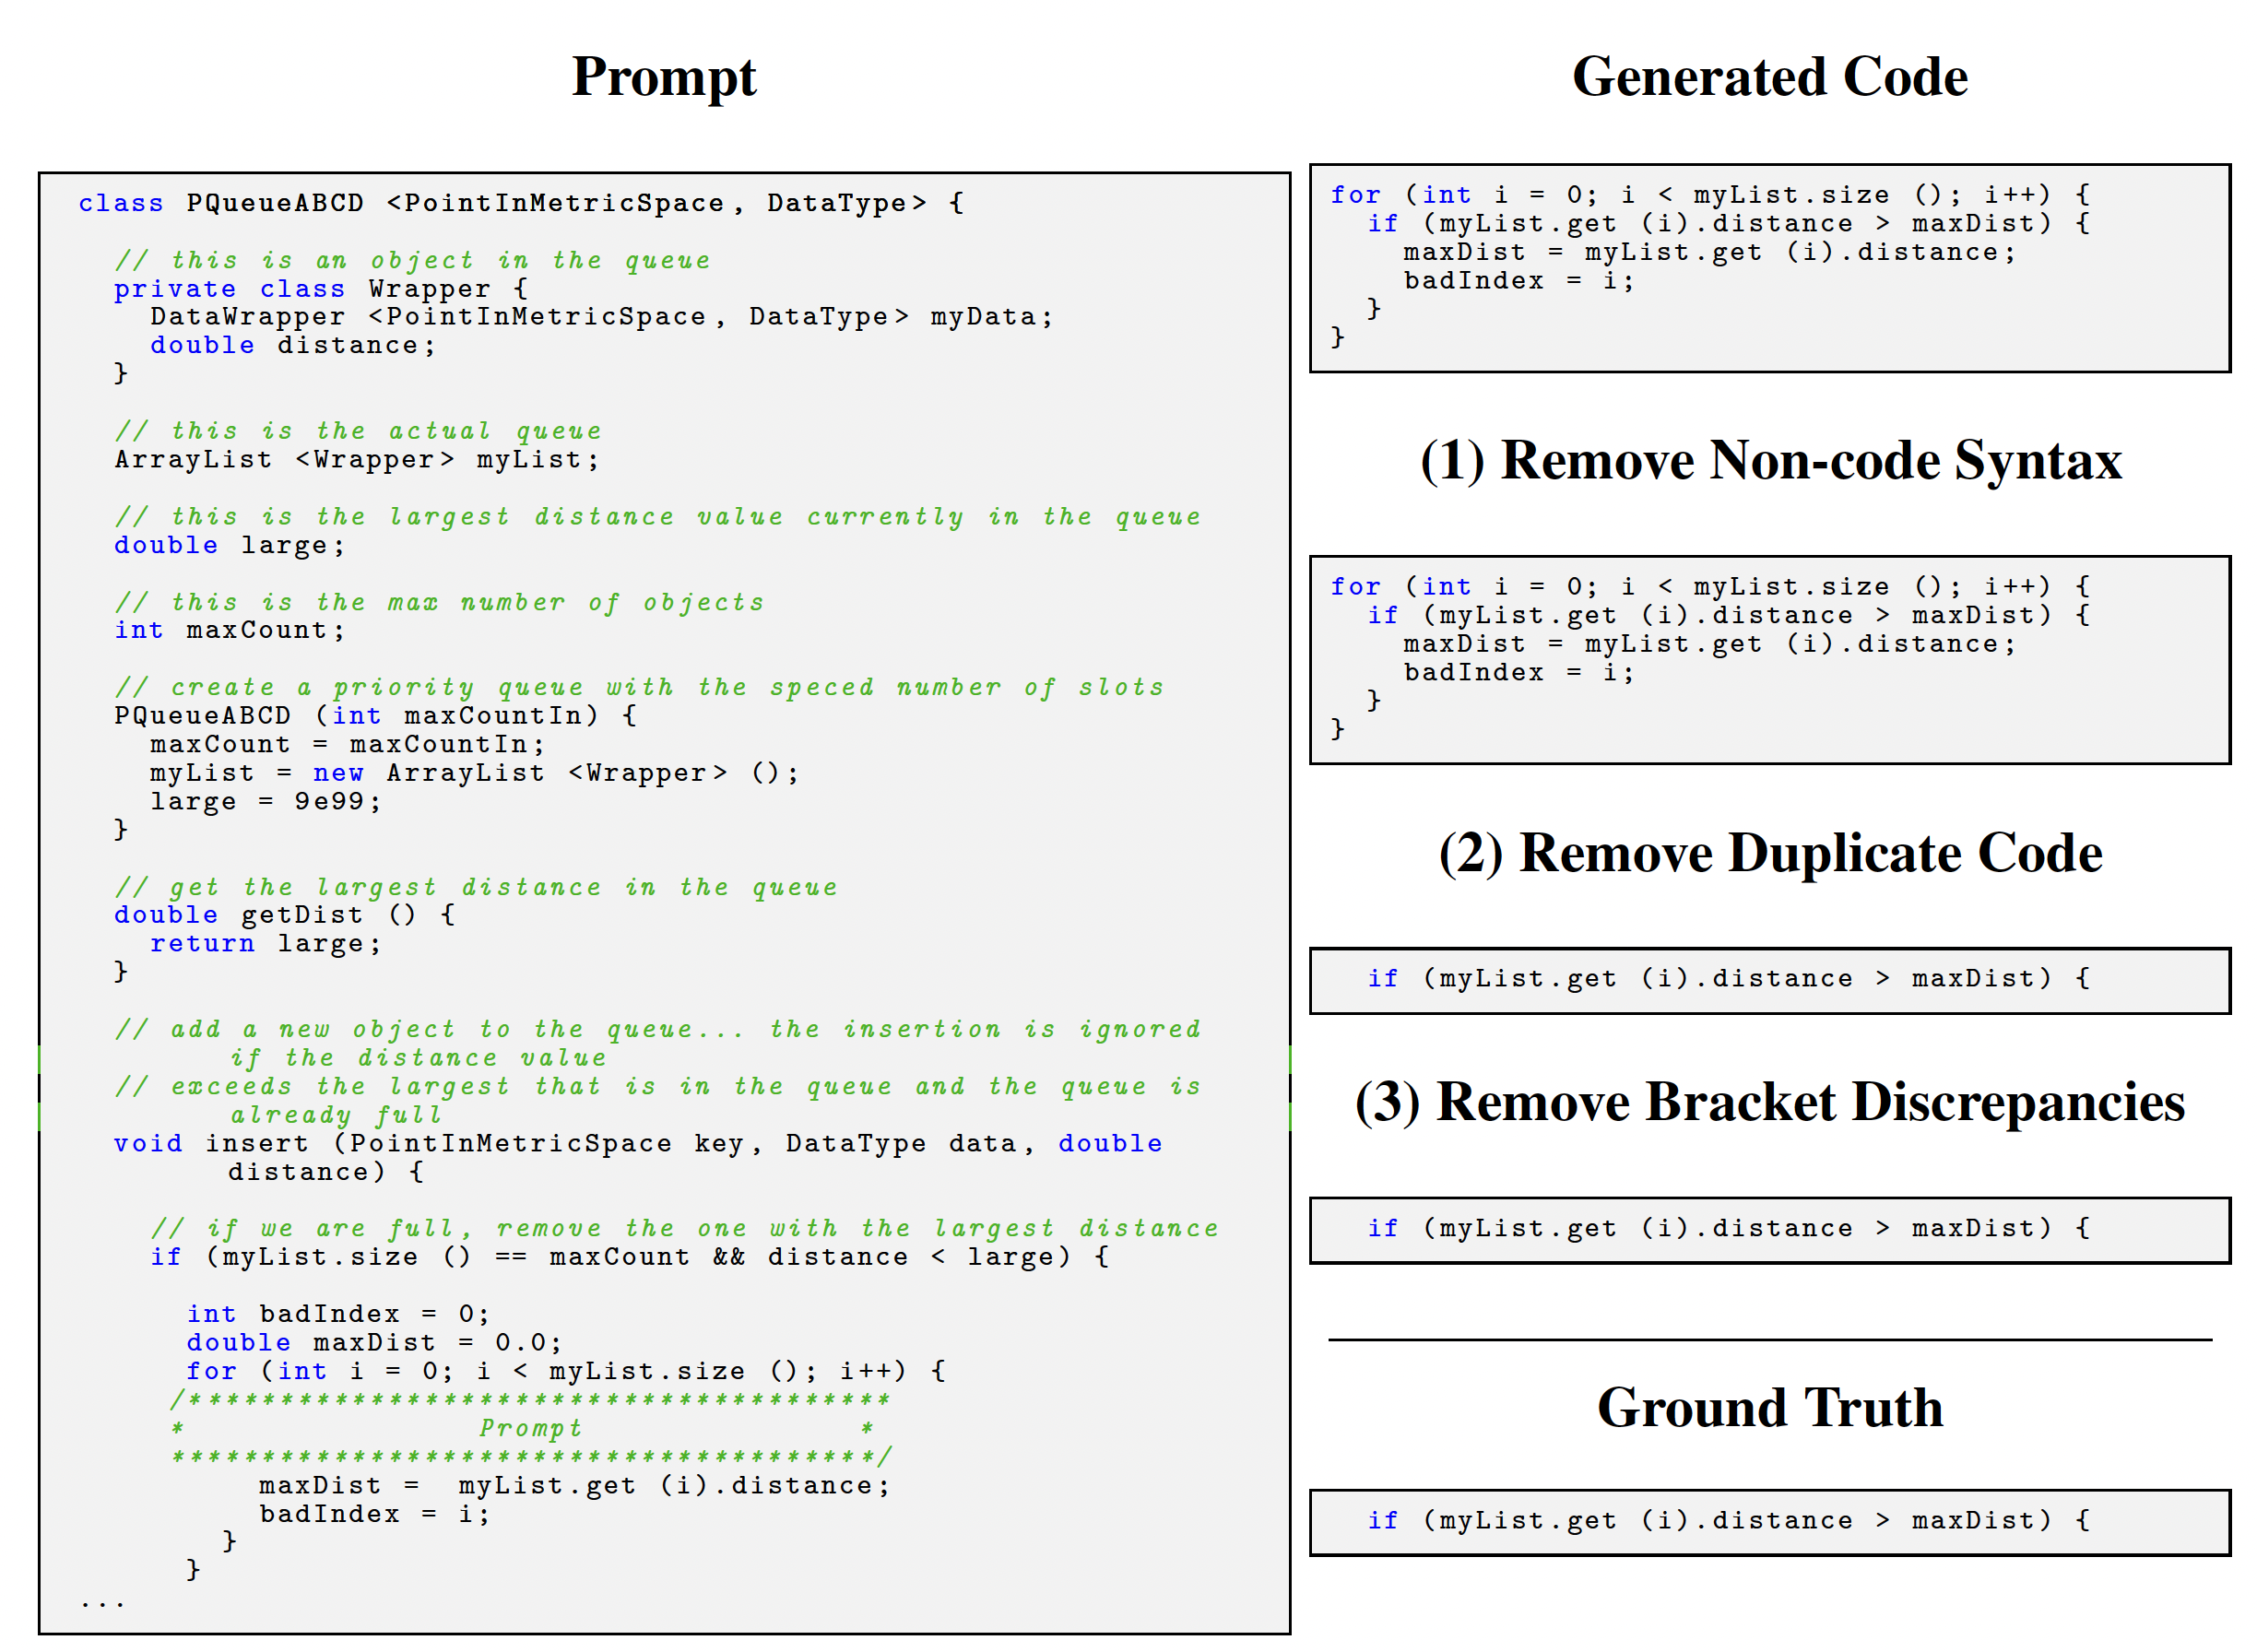 Prompt
class PQueueABCD <PointInMetricSpace, DataType> {
// this is an object in the queue
private class Wrapper {
DataWrapper <PointInMetricSpace, DataType> myData;
double distance;
}
// this is the actual queue
ArrayList <Wrapper> myList;
// this is the largest distance value currently in the queue
double large;
// this is the max number of objects
int maxCount;
// create a priority queue with the speced number of slots
PQueueABCD (int maxCountIn) {
maxCount = maxCountIn;
myList = new ArrayList <Wrapper> ();
large = 9e99;
}
// get the largest distance in the queue
double getDist () {
return large;
}
// add a new object to the queue... the insertion is ignored
if the distance value
// exceeds the largest that is in the queue and the queue is
already full
void insert (PointInMetricSpace key, DataType data, double
distance) {
// if we are full, remove the one with the largest distance
if (myList.size () == maxCount && distance < large) {
int badIndex = 0;
double maxDist = 0.0;
for (int i = 0; i < myList.size (); i++) {
/***************************************
* Prompt *
***************************************/
maxDist = myList.get (i).distance;
badIndex = i;
}
}
...
Generated Code
for (int i = 0; i < myList.size (); i++) {
if (myList.get (i).distance > maxDist) {
maxDist = myList.get (i).distance;
badIndex = i;
}
}
(1) Remove Non-code Syntax
for (int i = 0; i < myList.size (); i++) {
if (myList.get (i).distance > maxDist) {
maxDist = myList.get (i).distance;
badIndex = i;
}
}
(2) Remove Duplicate Code
if (myList.get (i).distance > maxDist) {
(3) Remove Bracket Discrepancies
if (myList.get (i).distance > maxDist) {
Ground Truth
if (myList.get (i).distance > maxDist) {